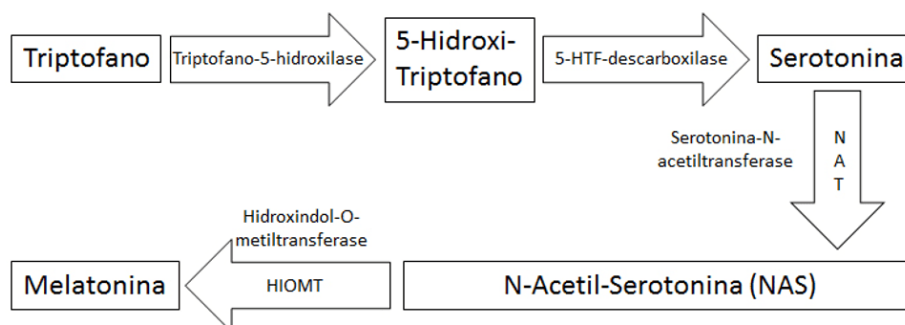 Triptofano
Triptofano-5-hidroxilase
5-Hidroxi-
Triptofano
5-HTF-descarboxilase
Serotonina
Serotonina-N-
acetiltransferase
N
A
T
Hidroxindol-O-
metiltransferase
Melatonina
HIOMT
N-Acetil-Serotonina (NAS)